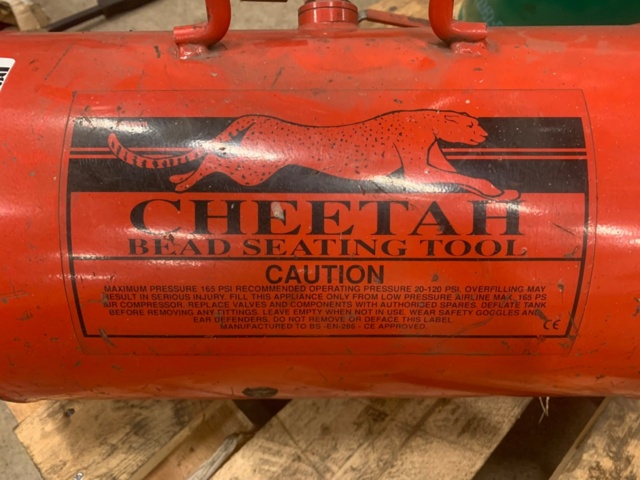 CHEETAH
BEAD SEATING TOOL
CAUTION
MAXIMUM PRESSURE 165 PSI RECOMMENDED OPERATING PRESSURE 20-120 PSI. OVERFILLING MAY
RESULT IN SERIOUS INJURY. FILL THIS APPLIANCE ONLY FROM LOW PRESSURE AIRLINE MAX. 165 PS
AIR COMPRESSOR. REPLACE VALVES AND COMPONENTS WITH AUTHORISED SPARES. DEFLATE TANK
BEFORE REMOVING ANY FITTINGS. LEAVE EMPTY WHEN NOT IN USE. WEAR SAFETY GOGGLES AND
EAR DEFENDERS. DO NOT REMOVE OR DEFACE THIS LABEL.
MANUFACTURED TO BS -EN-286 - CE APPROVED.
CE